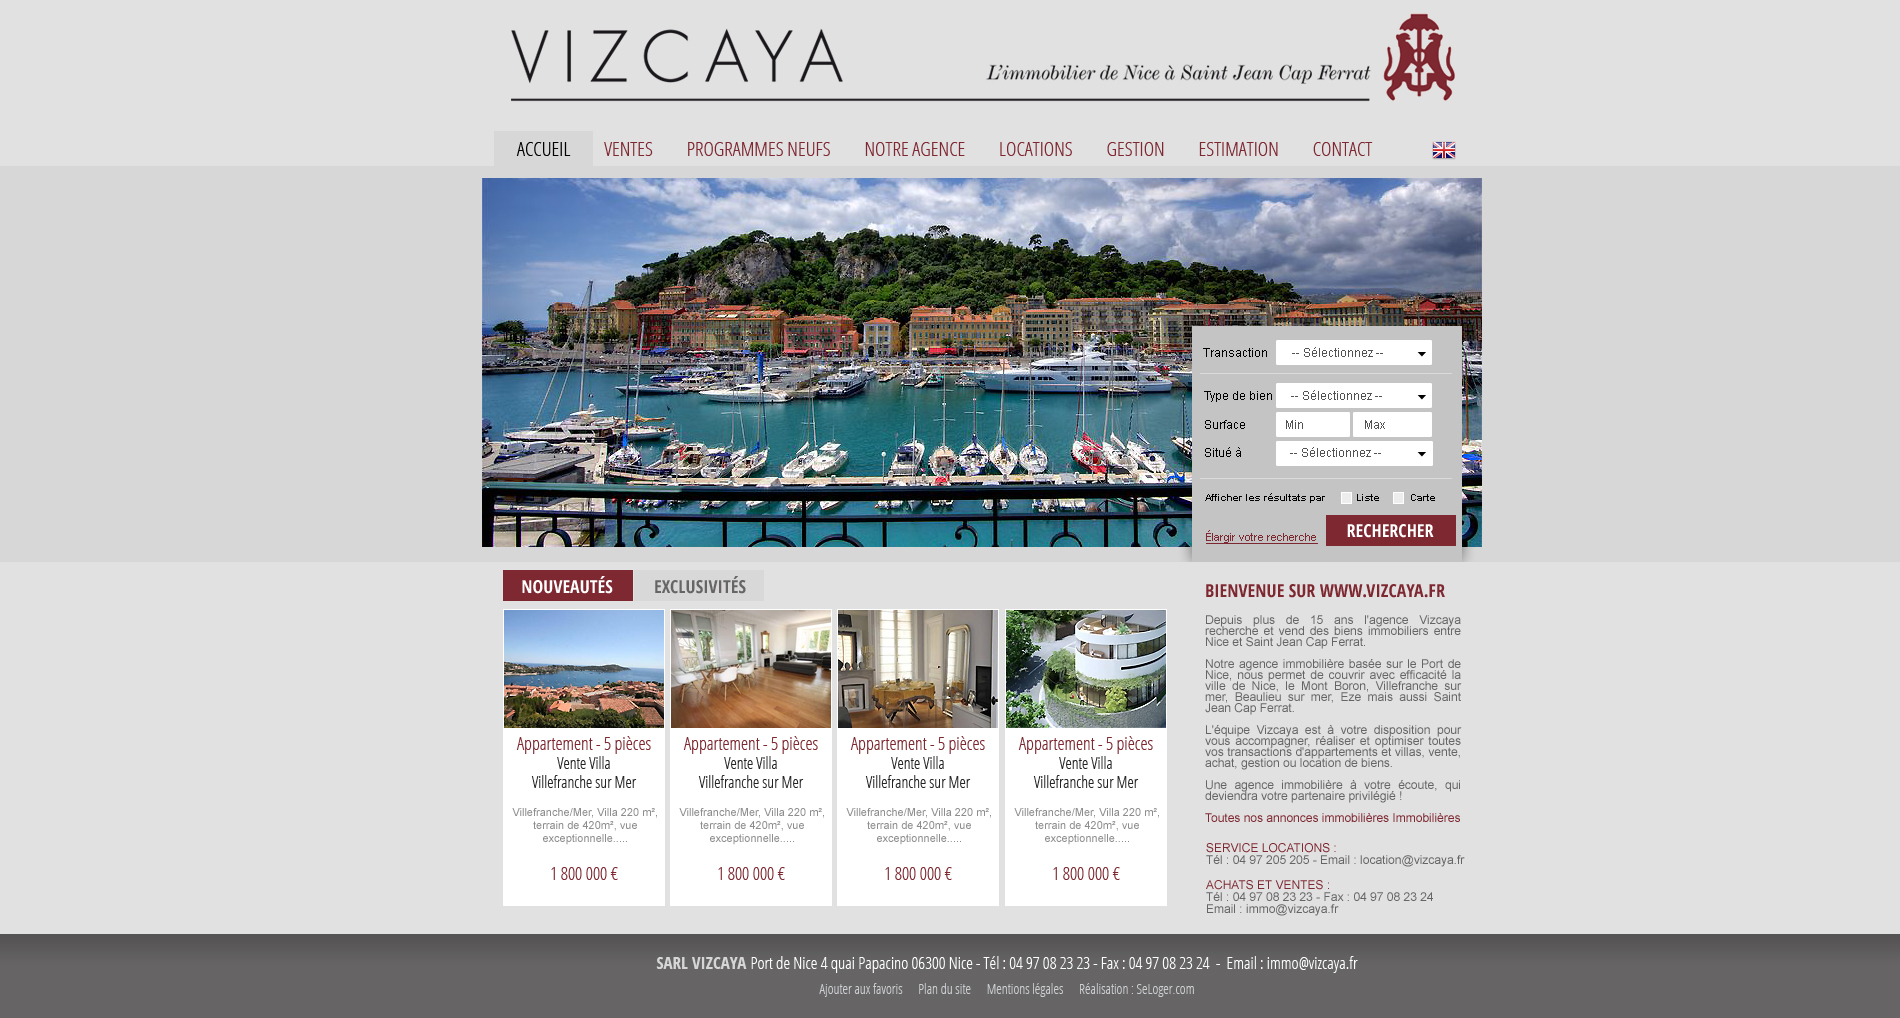 VIZCAYA
L'immobilier de Nice à Saint Jean Cap Ferrat
ACCUEIL VENTES PROGRAMMES NEUFS NOTRE AGENCE LOCATIONS GESTION ESTIMATION CONTACT
Transaction -- Sélectionnez --
Type de bien -- Sélectionnez --
Surface Min Max
Situé à -- Sélectionnez --
Afficher les résultats par Liste Carte
Élargir votre recherche RECHERCHER
NOUVEAUTÉS EXCLUSIVITÉS
Appartement - 5 pièces
Vente Villa
Villefranche sur Mer
Villefranche/Mer, Villa 220 m²,
terrain de 420m², vue
exceptionnelle.....
1 800 000 €
Appartement - 5 pièces
Vente Villa
Villefranche sur Mer
Villefranche/Mer, Villa 220 m²,
terrain de 420m², vue
exceptionnelle.....
1 800 000 €
Appartement - 5 pièces
Vente Villa
Villefranche sur Mer
Villefranche/Mer, Villa 220 m²,
terrain de 420m², vue
exceptionnelle.....
1 800 000 €
Appartement - 5 pièces
Vente Villa
Villefranche sur Mer
Villefranche/Mer, Villa 220 m²,
terrain de 420m², vue
exceptionnelle.....
1 800 000 €
BIENVENUE SUR WWW.VIZCAYA.FR
Depuis plus de 15 ans l'agence Vizcaya
recherche et vend des biens immobiliers entre
Nice et Saint Jean Cap Ferrat.
Notre agence immobilière basée sur le Port de
Nice, nous permet de couvrir avec efficacité la
ville de Nice, le Mont Boron, Villefranche sur
mer, Beaulieu sur mer, Eze mais aussi Saint
Jean Cap Ferrat.
L'équipe Vizcaya est à votre disposition pour
vous accompagner, réaliser et optimiser toutes
vos transactions d'appartements et villas, vente,
achat, gestion ou location de biens.
Une agence immobilière à votre écoute, qui
deviendra votre partenaire privilégié !
Toutes nos annonces immobilières Immobilières
SERVICE LOCATIONS :
Tél : 04 97 205 205 - Email : location@vizcaya.fr
ACHATS ET VENTES :
Tél : 04 97 08 23 23 - Fax : 04 97 08 23 24
Email : immo@vizcaya.fr
SARL VIZCAYA Port de Nice 4 quai Papacino 06300 Nice - Tél : 04 97 08 23 23 - Fax : 04 97 08 23 24 - Email : immo@vizcaya.fr
Ajouter aux favoris Plan du site Mentions légales Réalisation : SeLoger.com